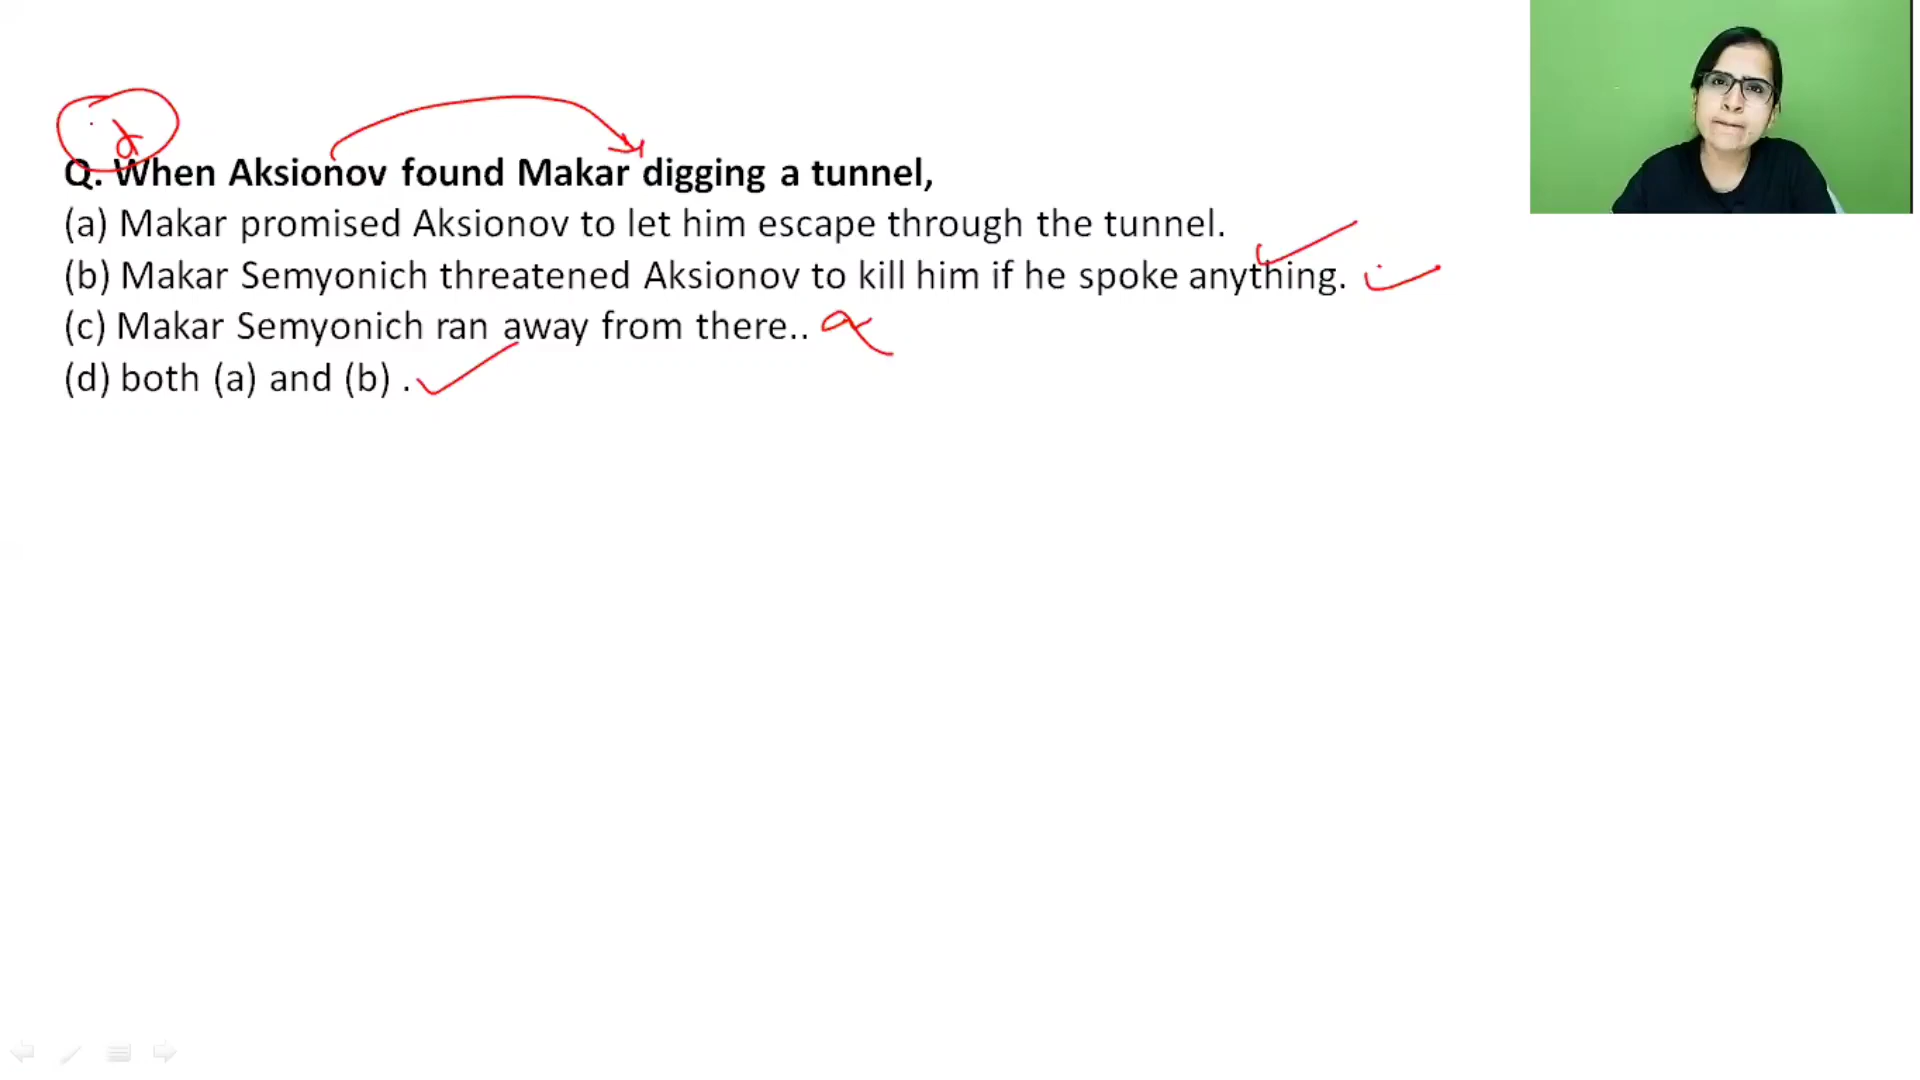 d
Q. When Aksionov found Makar digging a tunnel,
(a) Makar promised Aksionov to let him escape through the tunnel.
(b) Makar Semyonich threatened Aksionov to kill him if he spoke anything.
(c) Makar Semyonich ran away from there..
(d) both (a) and (b) .